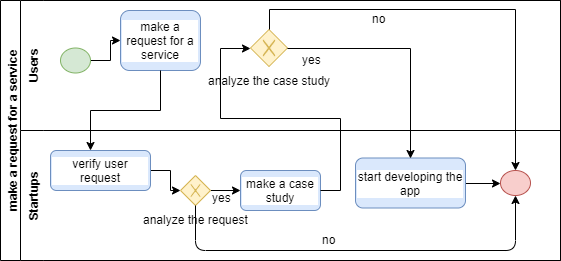 make a request for a service
Users
make a
request for a
service
no
yes
analyze the case study
Startups
verify user
request
yes
analyze the request
make a case
study
start developing the
app
no